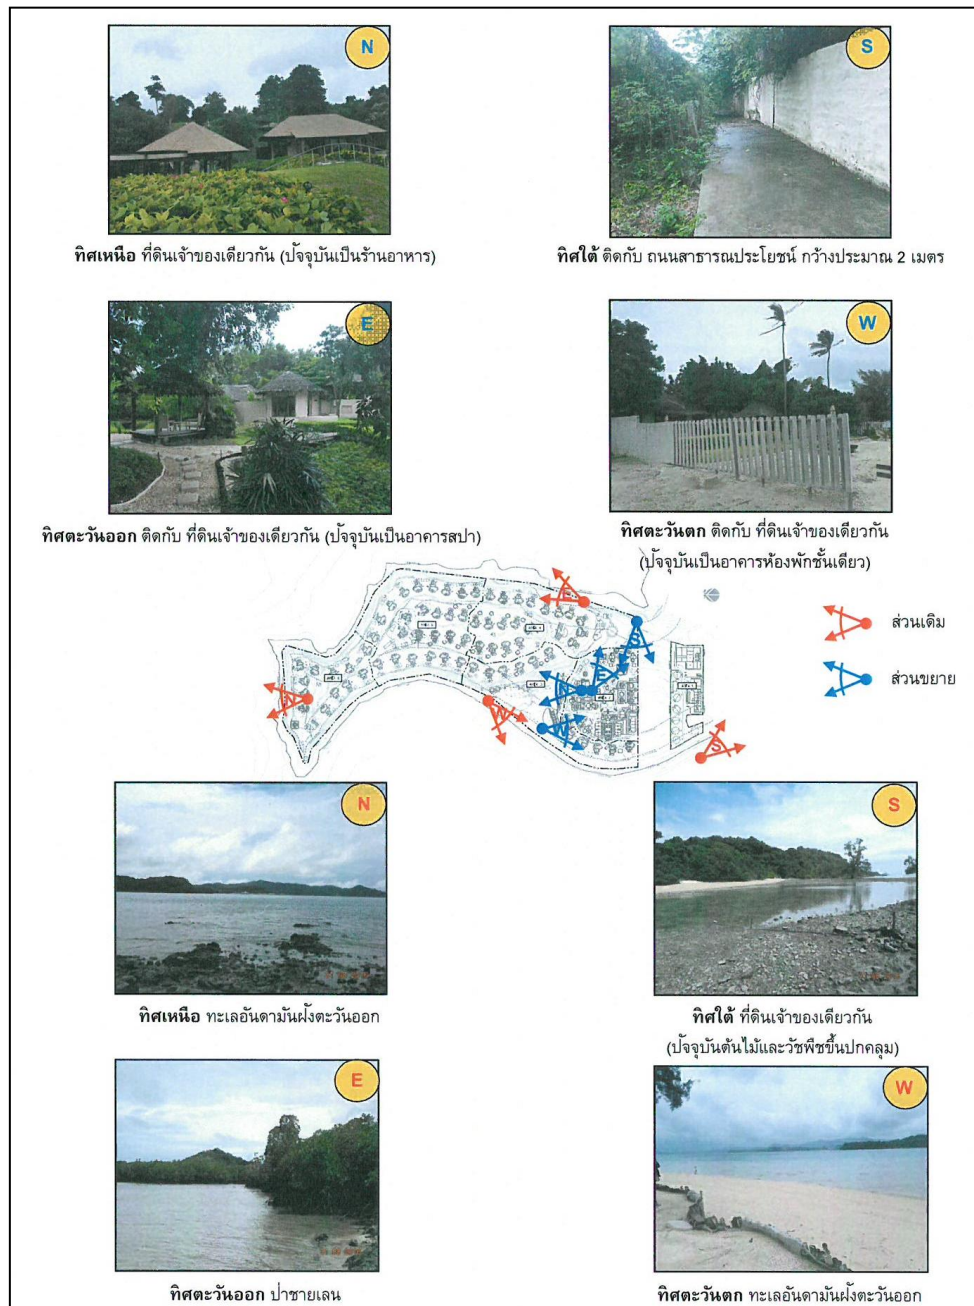 N
S
ทิศเหนือ ที่ดินเจ้าของเดียวกัน (ปัจจุบันเป็นร้านอาหาร)
ทิศใต้ ติดกับ ถนนสาธารณประโยชน์ กว้างประมาณ 2 เมตร
E
W
ทิศตะวันออก ติดกับ ที่ดินเจ้าของเดียวกัน (ปัจจุบันเป็นอาคารสปา)
ทิศตะวันตก ติดกับ ที่ดินเจ้าของเดียวกัน
(ปัจจุบันเป็นอาคารห้องพักชั้นเดียว)
E
S
ส่วนเดิม
E
N
N
ส่วนขยาย
W
W
S
N
S
ทิศเหนือ ทะเลอันดามันฝั่งตะวันออก
ทิศใต้ ที่ดินเจ้าของเดียวกัน
(ปัจจุบันต้นไม้และวัชพืชขึ้นปกคลุม)
E
W
ทิศตะวันออก ป่าชายเลน
ทิศตะวันตก ทะเลอันดามันฝั่งตะวันออก